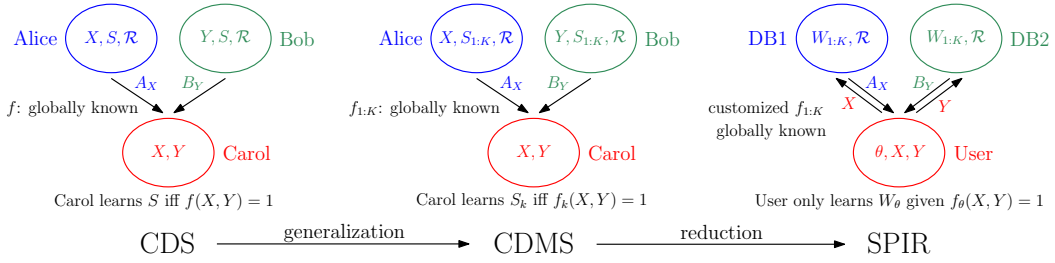 Alice X, S, R Y, S, R Bob
A_X B_Y
f: globally known
X, Y Carol
Carol learns S iff f(X, Y) = 1
CDS
generalization
Alice X, S_{1:K}, R Y, S_{1:K}, R Bob
A_X B_Y
f_{1:K}: globally known
X, Y Carol
Carol learns S_k iff f_k(X, Y) = 1
CDMS
reduction
DB1 W_{1:K}, R W_{1:K}, R DB2
A_X B_Y
X Y
customized f_{1:K}
globally known
θ, X, Y User
User only learns W_θ given f_θ(X, Y) = 1
SPIR